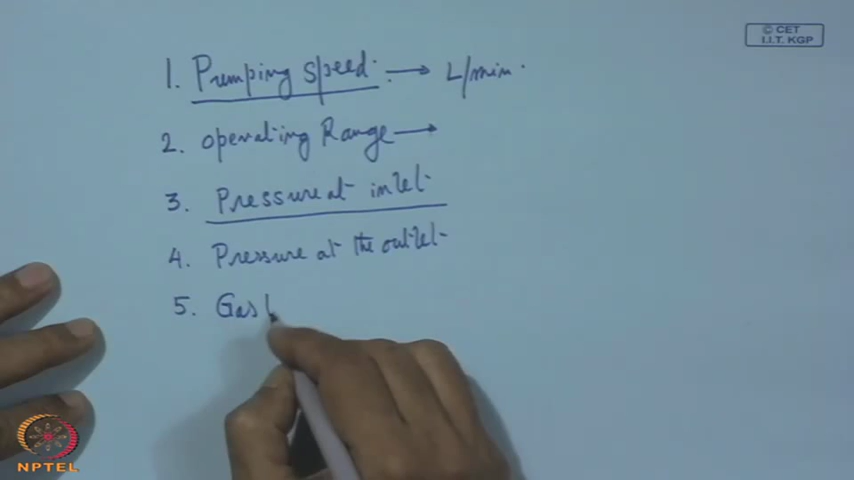 © CET
I.I.T. KGP
1. Pumping Speed. → L/min.
2. Operating Range →
3. Pressure at inlet
4. Pressure at the outlet
5. Gas
NPTEL